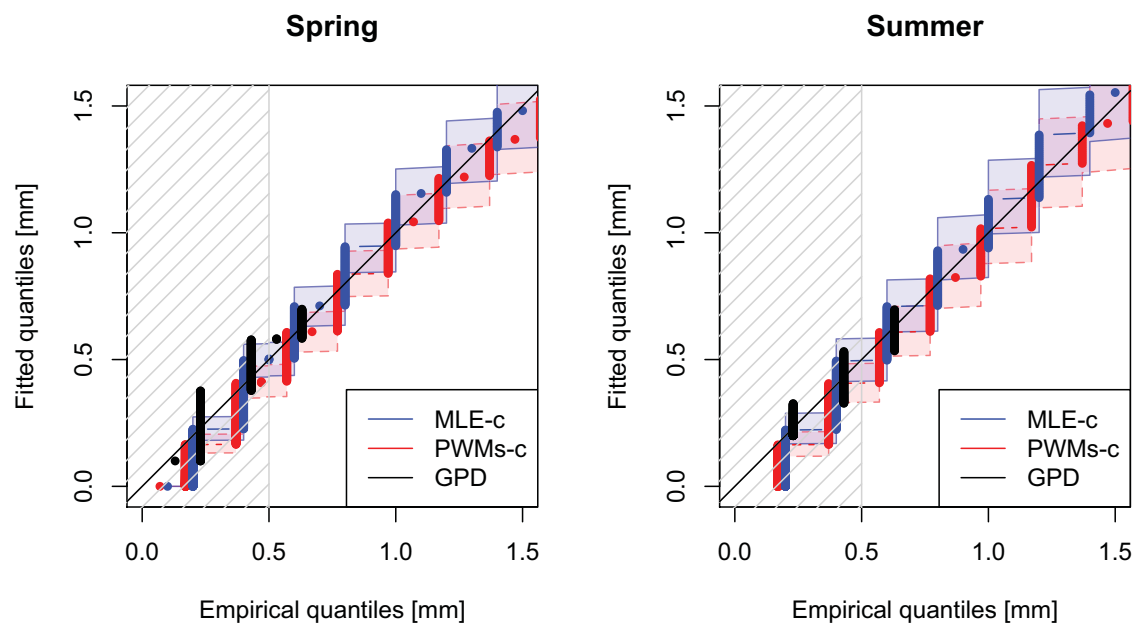 Spring
Fitted quantiles [mm]
1.5
1.0
0.5
0.0
MLE-c
PWMs-c
GPD
0.0 0.5 1.0 1.5
Empirical quantiles [mm]
Summer
Fitted quantiles [mm]
1.5
1.0
0.5
0.0
MLE-c
PWMs-c
GPD
0.0 0.5 1.0 1.5
Empirical quantiles [mm]